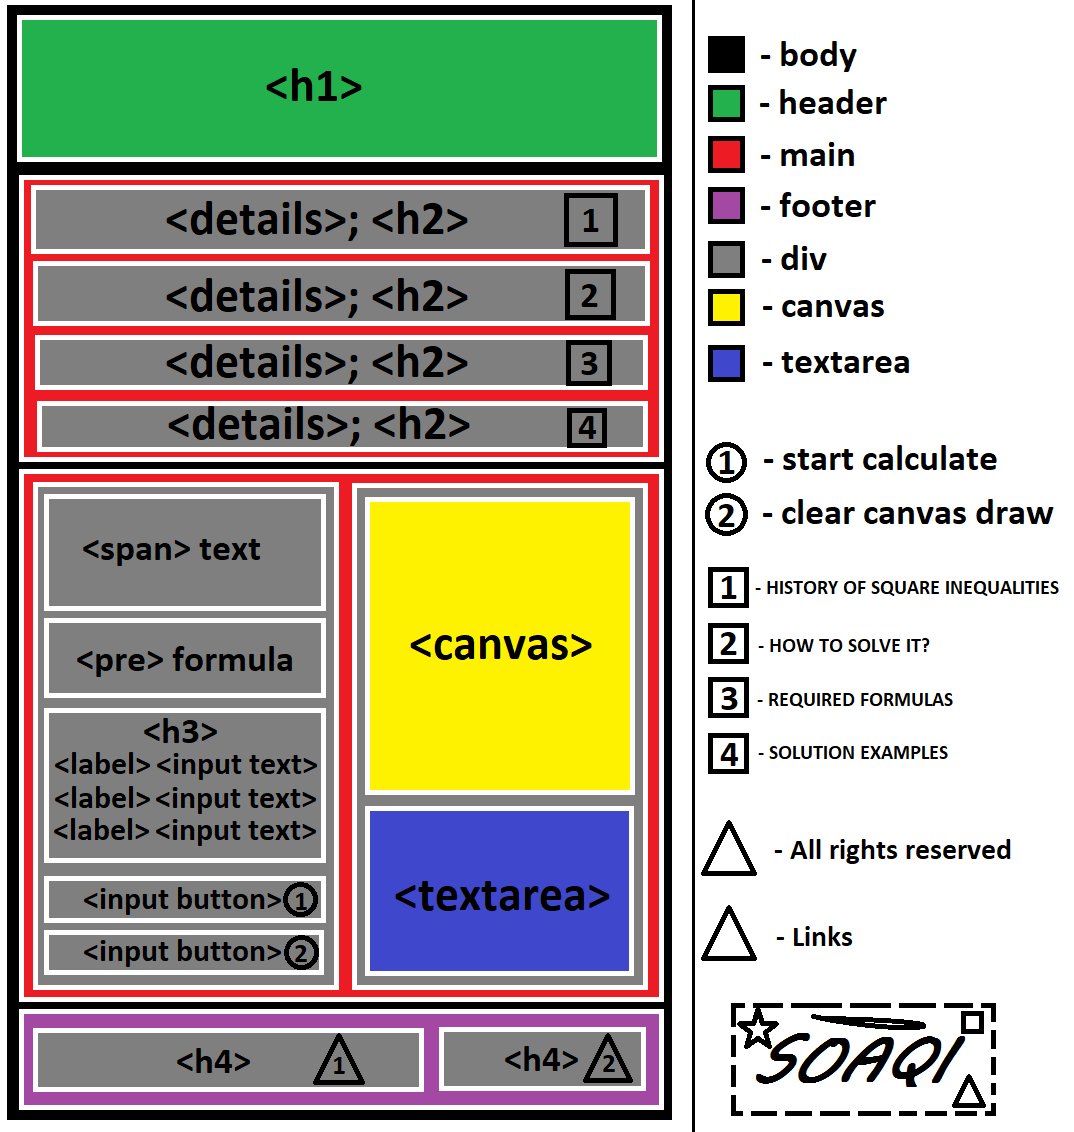 <h1>
<details>; <h2> 1
<details>; <h2> 2
<details>; <h2> 3
<details>; <h2> 4
<span> text
<pre> formula
<h3>
<label> <input text>
<label> <input text>
<label> <input text>
<input button> 1
<input button> 2
<canvas>
<textarea>
<h4> 1
<h4> 2
- body
- header
- main
- footer
- div
- canvas
- textarea
1 - start calculate
2 - clear canvas draw
1 - HISTORY OF SQUARE INEQUALITIES
2 - HOW TO SOLVE IT?
3 - REQUIRED FORMULAS
4 - SOLUTION EXAMPLES
- All rights reserved
- Links
SOAQI